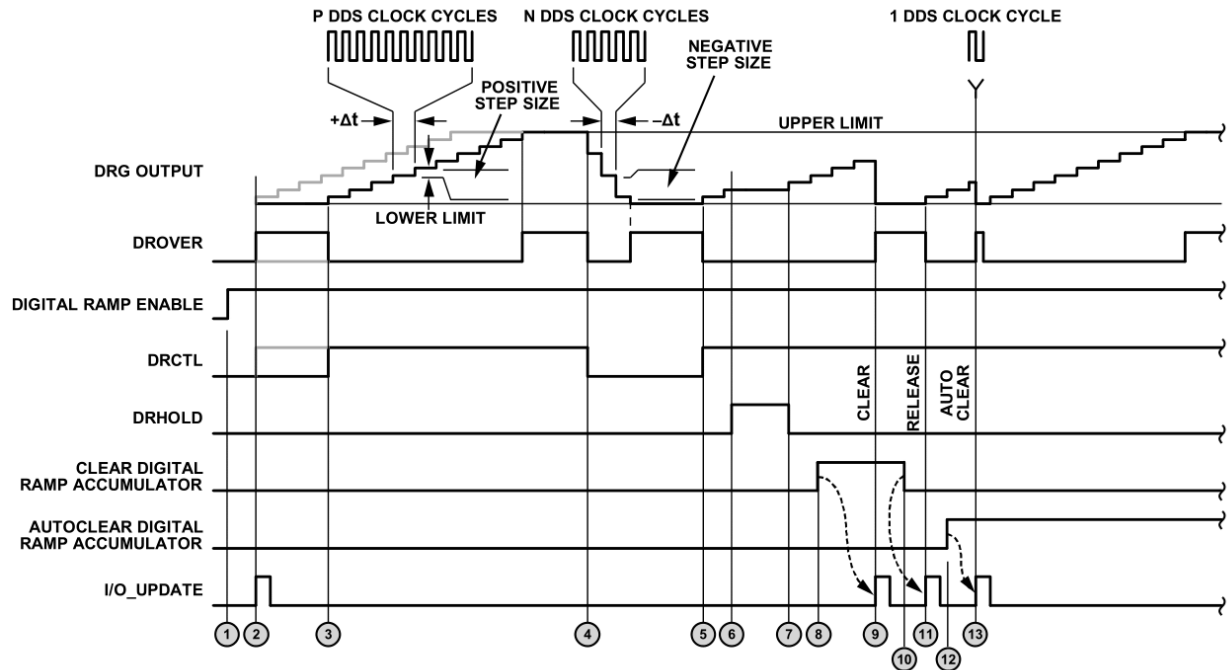 P DDS CLOCK CYCLES
N DDS CLOCK CYCLES
1 DDS CLOCK CYCLE
NEGATIVE
STEP SIZE
POSITIVE
STEP SIZE
+Δt
–Δt
UPPER LIMIT
DRG OUTPUT
LOWER LIMIT
DROVER
DIGITAL RAMP ENABLE
DRCTL
CLEAR
RELEASE
AUTO
CLEAR
DRHOLD
CLEAR DIGITAL
RAMP ACCUMULATOR
AUTOCLEAR DIGITAL
RAMP ACCUMULATOR
I/O_UPDATE
1
2
3
4
5
6
7
8
9
10
11
12
13